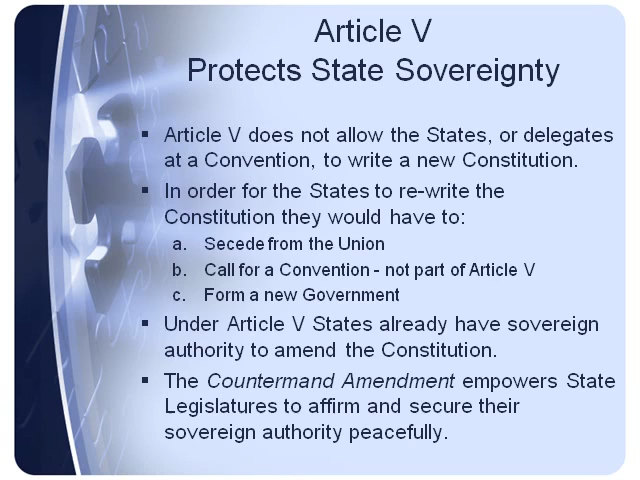 Article V
Protects State Sovereignty
▪ Article V does not allow the States, or delegates
at a Convention, to write a new Constitution.
▪ In order for the States to re-write the
Constitution they would have to:
a. Secede from the Union
b. Call for a Convention - not part of Article V
c. Form a new Government
▪ Under Article V States already have sovereign
authority to amend the Constitution.
▪ The Countermand Amendment empowers State
Legislatures to affirm and secure their
sovereign authority peacefully.